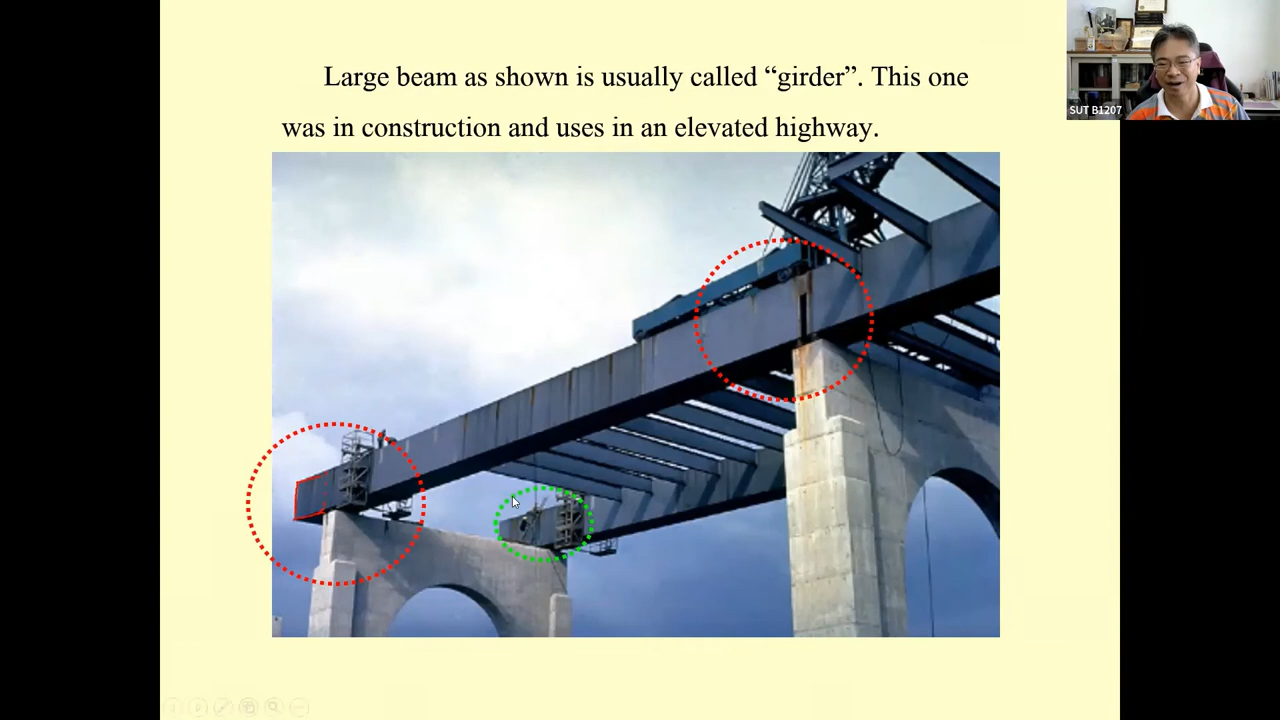 Large beam as shown is usually called “girder”. This one
was in construction and uses in an elevated highway.
SUT B1207